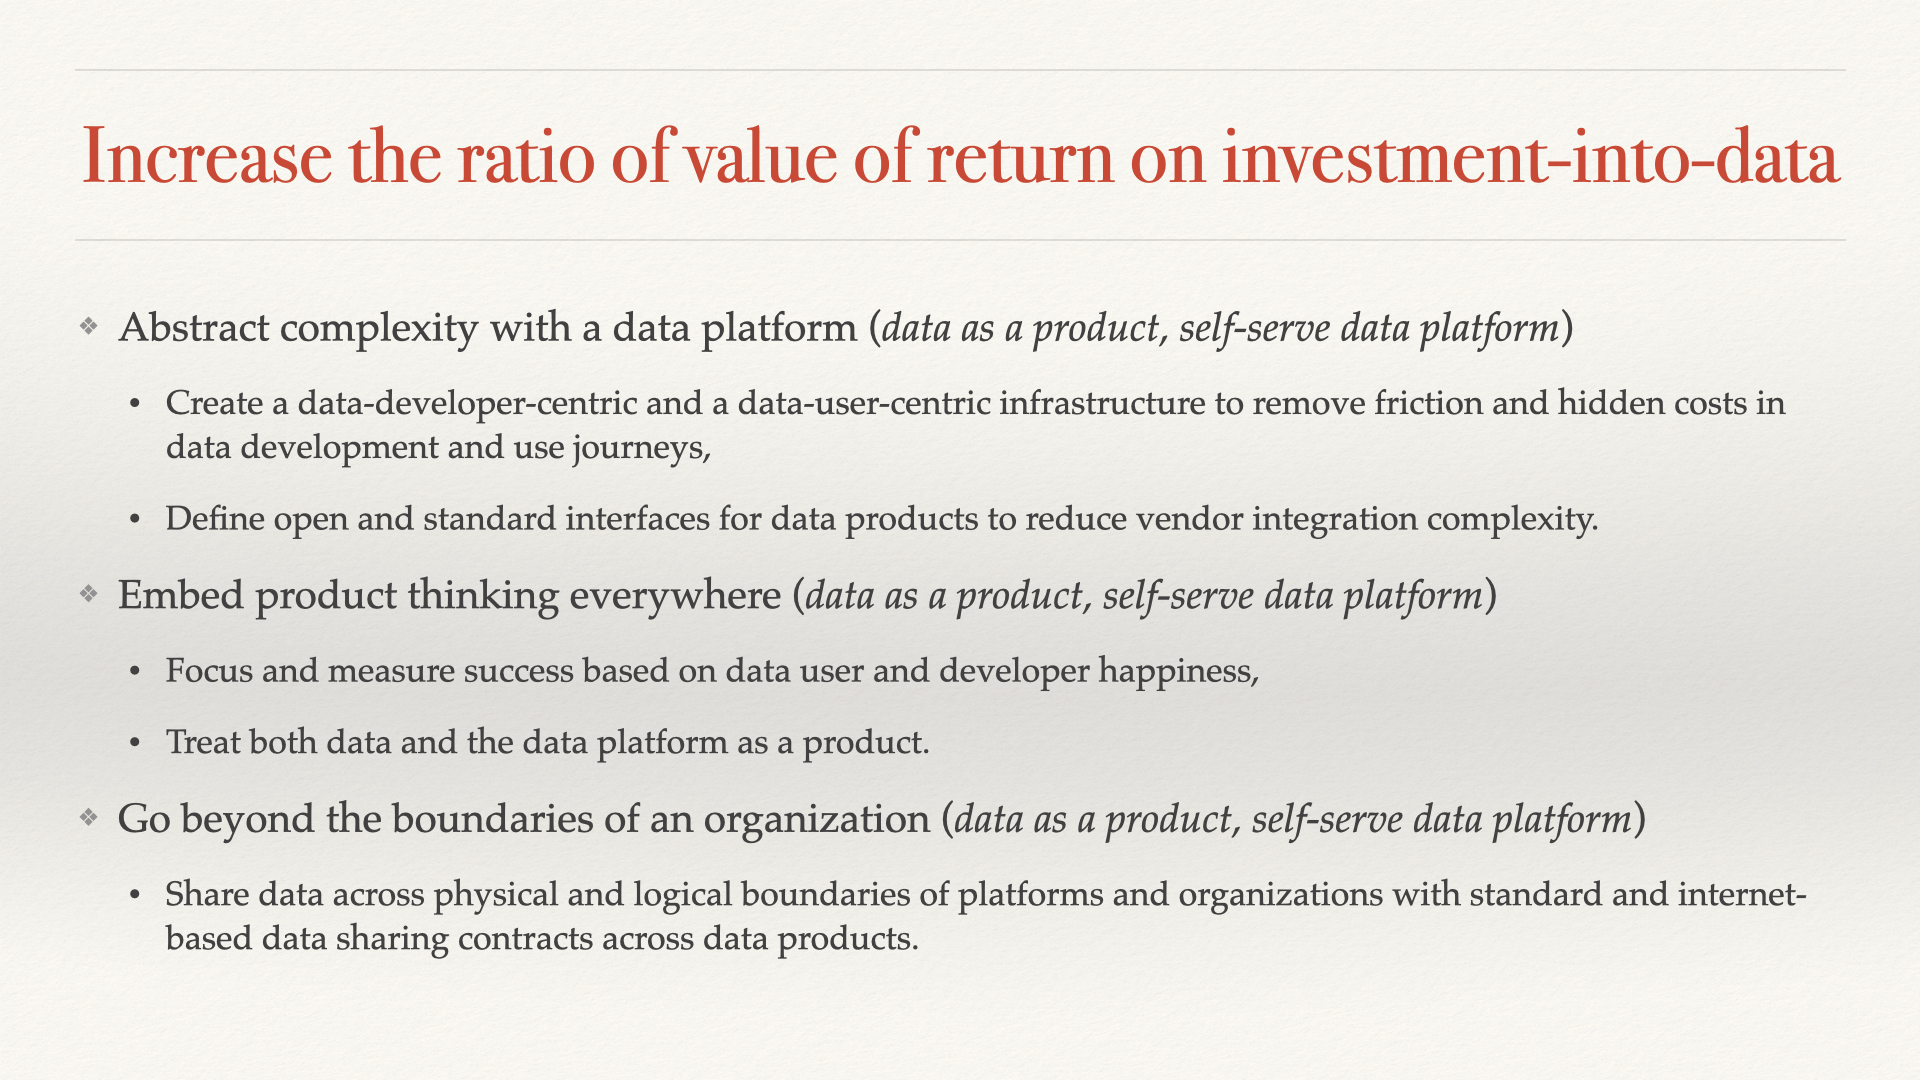 Increase the ratio of value of return on investment-into-data
❖ Abstract complexity with a data platform (data as a product, self-serve data platform)
• Create a data-developer-centric and a data-user-centric infrastructure to remove friction and hidden costs in
data development and use journeys,
• Define open and standard interfaces for data products to reduce vendor integration complexity.
❖ Embed product thinking everywhere (data as a product, self-serve data platform)
• Focus and measure success based on data user and developer happiness,
• Treat both data and the data platform as a product.
❖ Go beyond the boundaries of an organization (data as a product, self-serve data platform)
• Share data across physical and logical boundaries of platforms and organizations with standard and internet-
based data sharing contracts across data products.